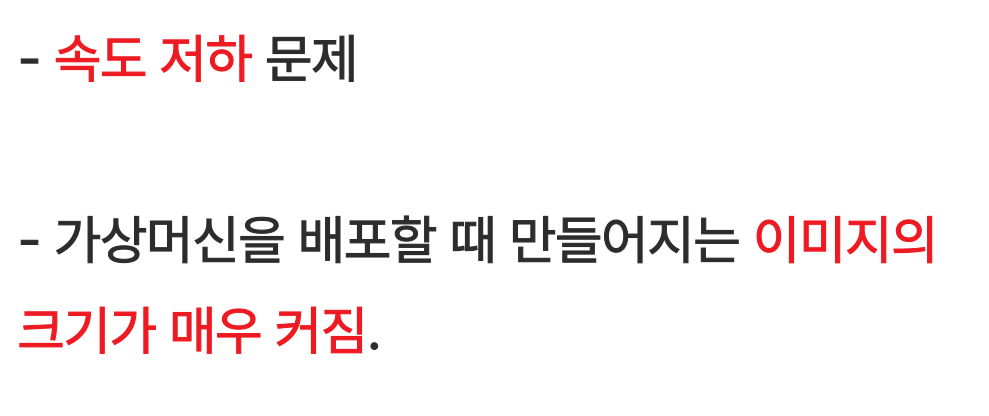 - 속도 저하 문제
- 가상머신을 배포할 때 만들어지는 이미지의
크기가 매우 커짐.